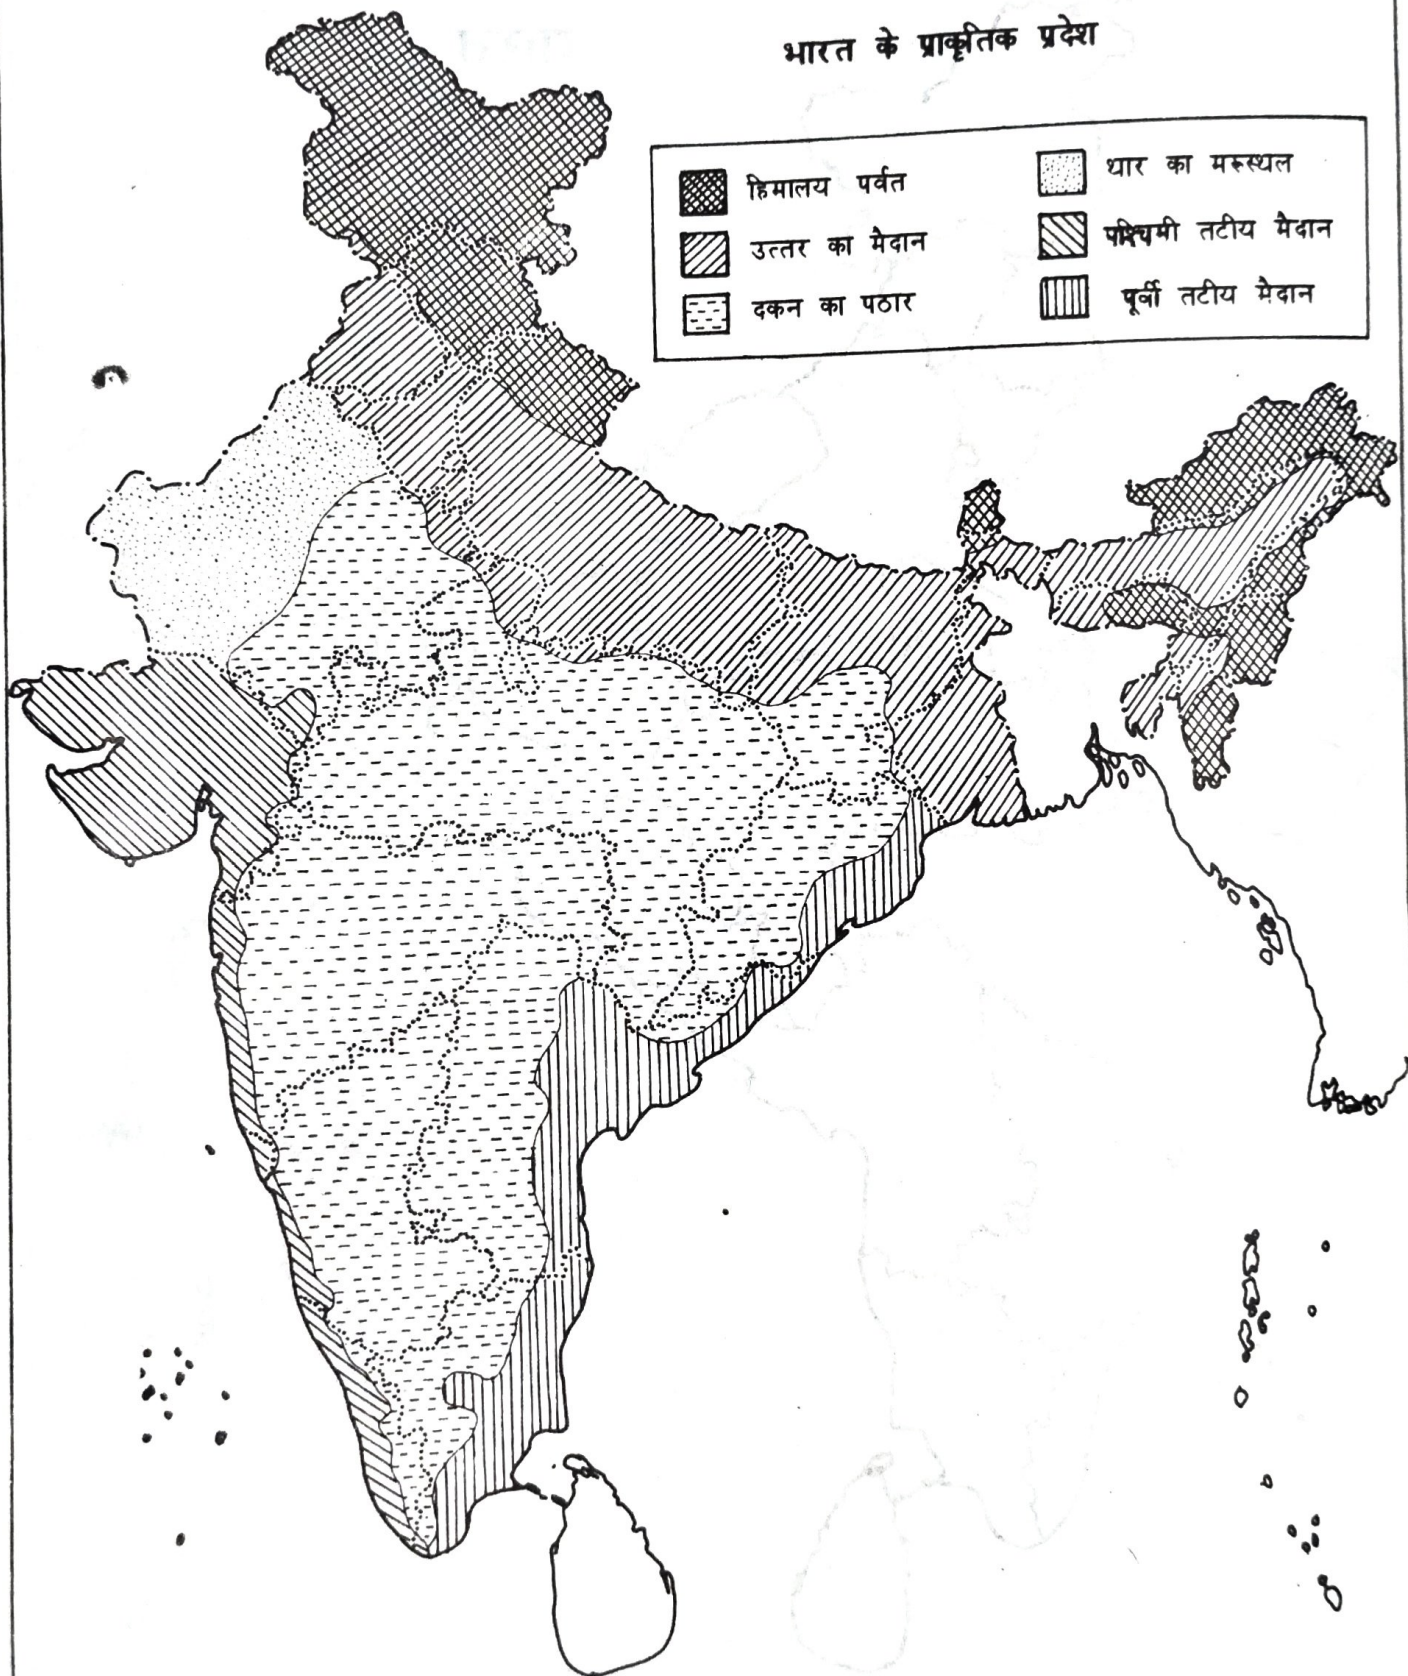 भारत के प्राकृतिक प्रदेश
हिमालय पर्वत
उत्तर का मैदान
दकन का पठार
थार का मरूस्थल
पश्चिमी तटीय मैदान
पूर्वी तटीय मैदान